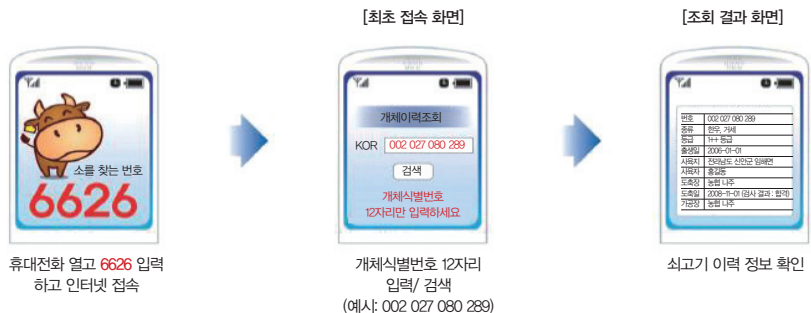 [최초 접속 화면]
[조회 결과 화면]
소를 찾는 번호
6626
개체이력조회
KOR 002 027 080 289
검색
개체식별번호
12자리만 입력하세요
번호 002 027 080 289
종류 한우, 거세
등급 1++ 등급
출생일 2006-01-01
사육지 전라남도 신안군 임해면
사육자 홍길동
도축장 농협 나주
도축일 2008-11-01 (검사 결과 : 합격)
가공장 농협 나주
휴대전화 열고 6626 입력
하고 인터넷 접속
개체식별번호 12자리
입력/ 검색
(예시: 002 027 080 289)
쇠고기 이력 정보 확인